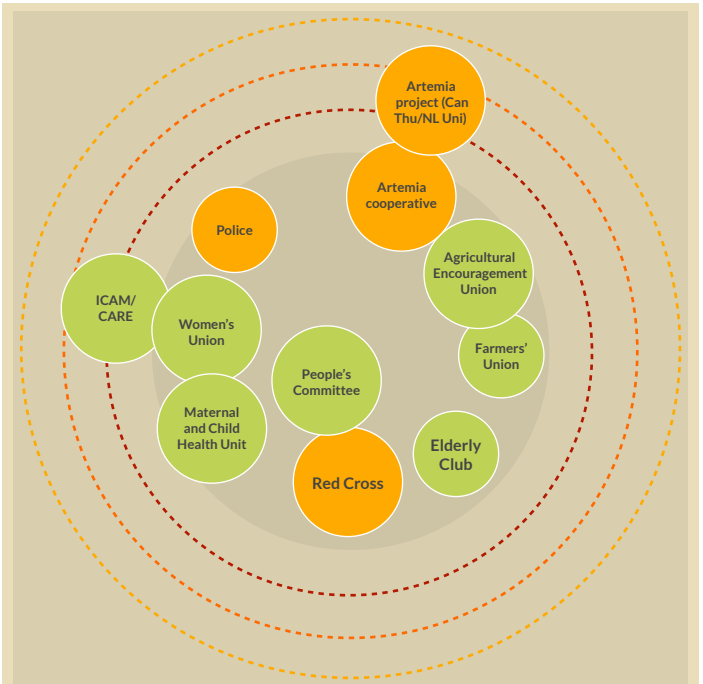 Artemia
project (Can
Thu/NL Uni)
Artemia
cooperative
Police
Agricultural
Encouragement
Union
ICAM/
CARE
Women's
Union
Farmers'
Union
People's
Committee
Maternal
and Child
Health Unit
Elderly
Club
Red Cross